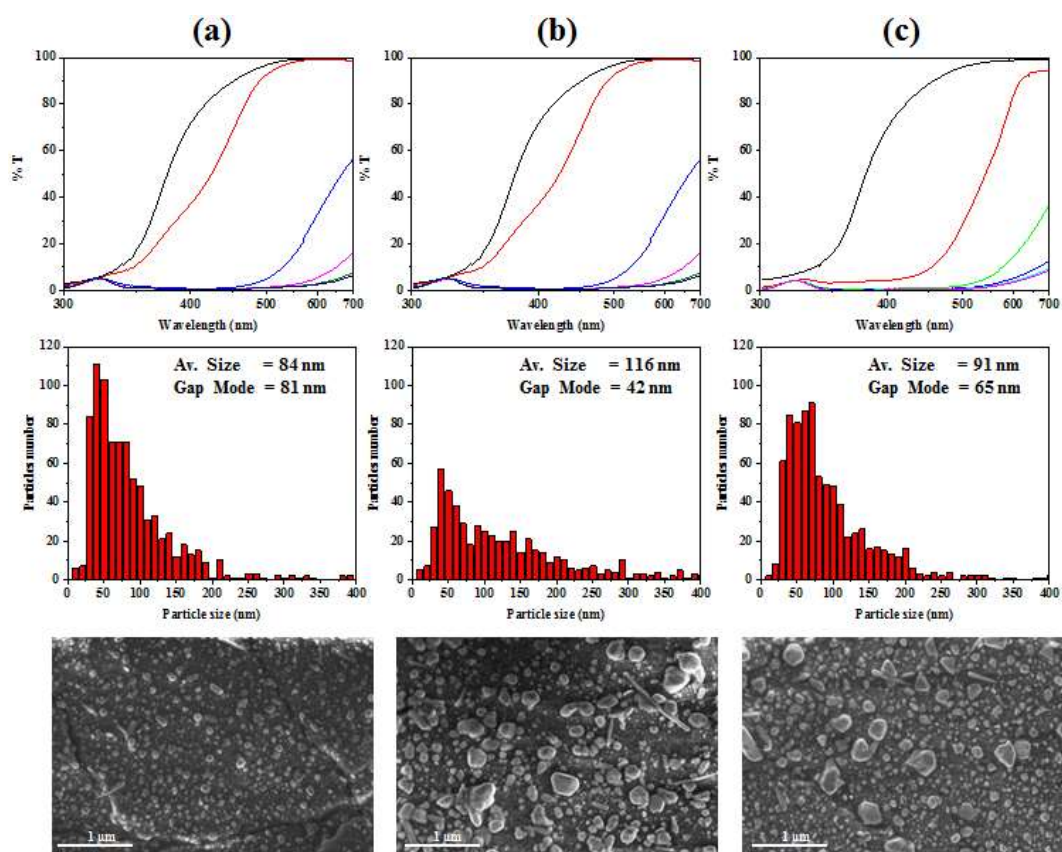 (a) (b) (c)
100 100 100
80 80 80
60 60 60
% T % T % T
40 40 40
20 20 20
0 0 0
300 400 500 600 700 300 400 500 600 700 300 400 500 600 700
Wavelength (nm) Wavelength (nm) Wavelength (nm)
120 120 120
Av. Size = 84 nm Av. Size = 116 nm Av. Size = 91 nm
Gap Mode = 81 nm Gap Mode = 42 nm Gap Mode = 65 nm
100 100 100
80 80 80
Particles number Particles number Particles number
60 60 60
40 40 40
20 20 20
0 0 0
0 50 100 150 200 250 300 350 400 0 50 100 150 200 250 300 350 400 0 50 100 150 200 250 300 350 400
Particle size (nm) Particle size (nm) Particle size (nm)
1 µm 1 µm 1 µm